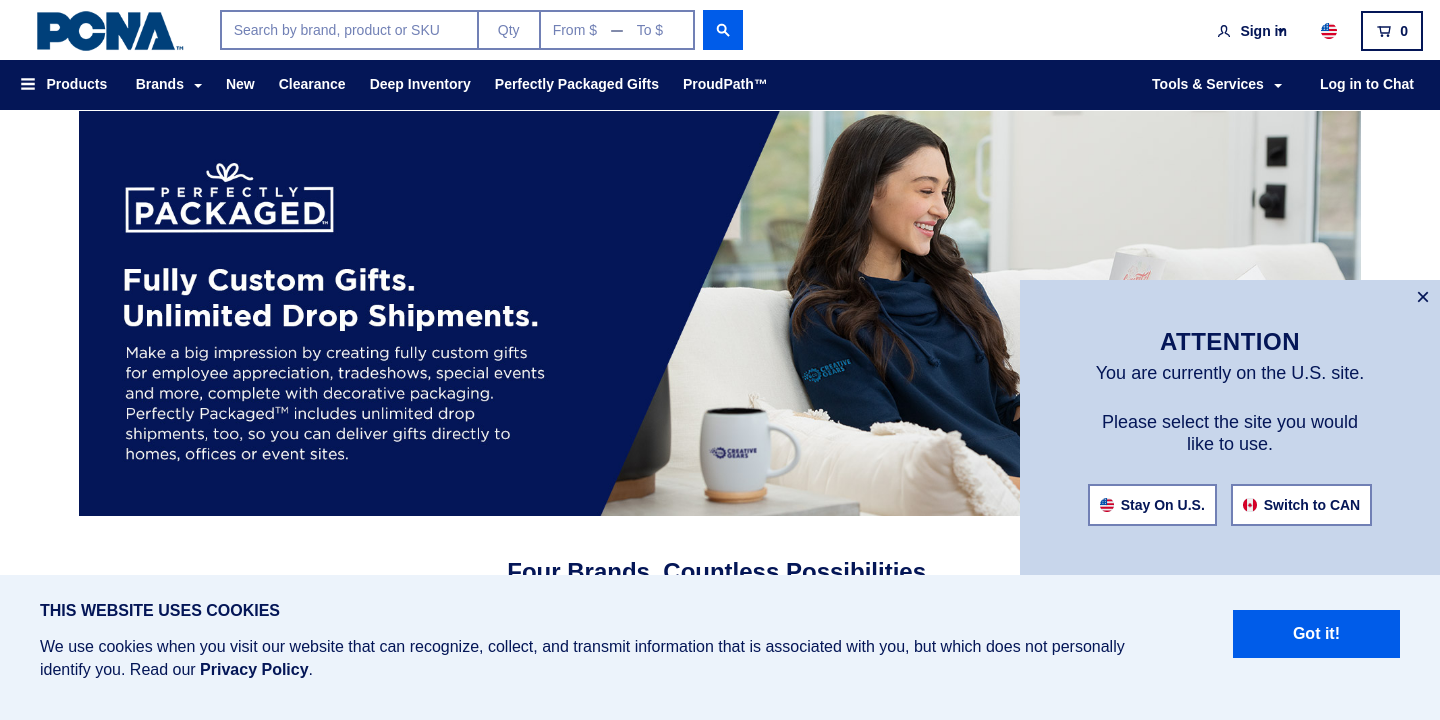 PCNA™
Search by brand, product or SKU
Qty
From $ — To $
Sign in
0
Products
Brands
New
Clearance
Deep Inventory
Perfectly Packaged Gifts
ProudPath™
Tools & Services
Log in to Chat
PERFECTLY
PACKAGED™
Fully Custom Gifts.
Unlimited Drop Shipments.
Make a big impression by creating fully custom gifts
for employee appreciation, tradeshows, special events
and more, complete with decorative packaging.
Perfectly Packaged™ includes unlimited drop
shipments, too, so you can deliver gifts directly to
homes, offices or event sites.
CREATIVE
GEARS
CREATIVE
GEARS
×
ATTENTION
You are currently on the U.S. site.
Please select the site you would
like to use.
Stay On U.S.
Switch to CAN
Four Brands. Countless Possibilities
THIS WEBSITE USES COOKIES
We use cookies when you visit our website that can recognize, collect, and transmit information that is associated with you, but which does not personally
identify you. Read our Privacy Policy.
Got it!